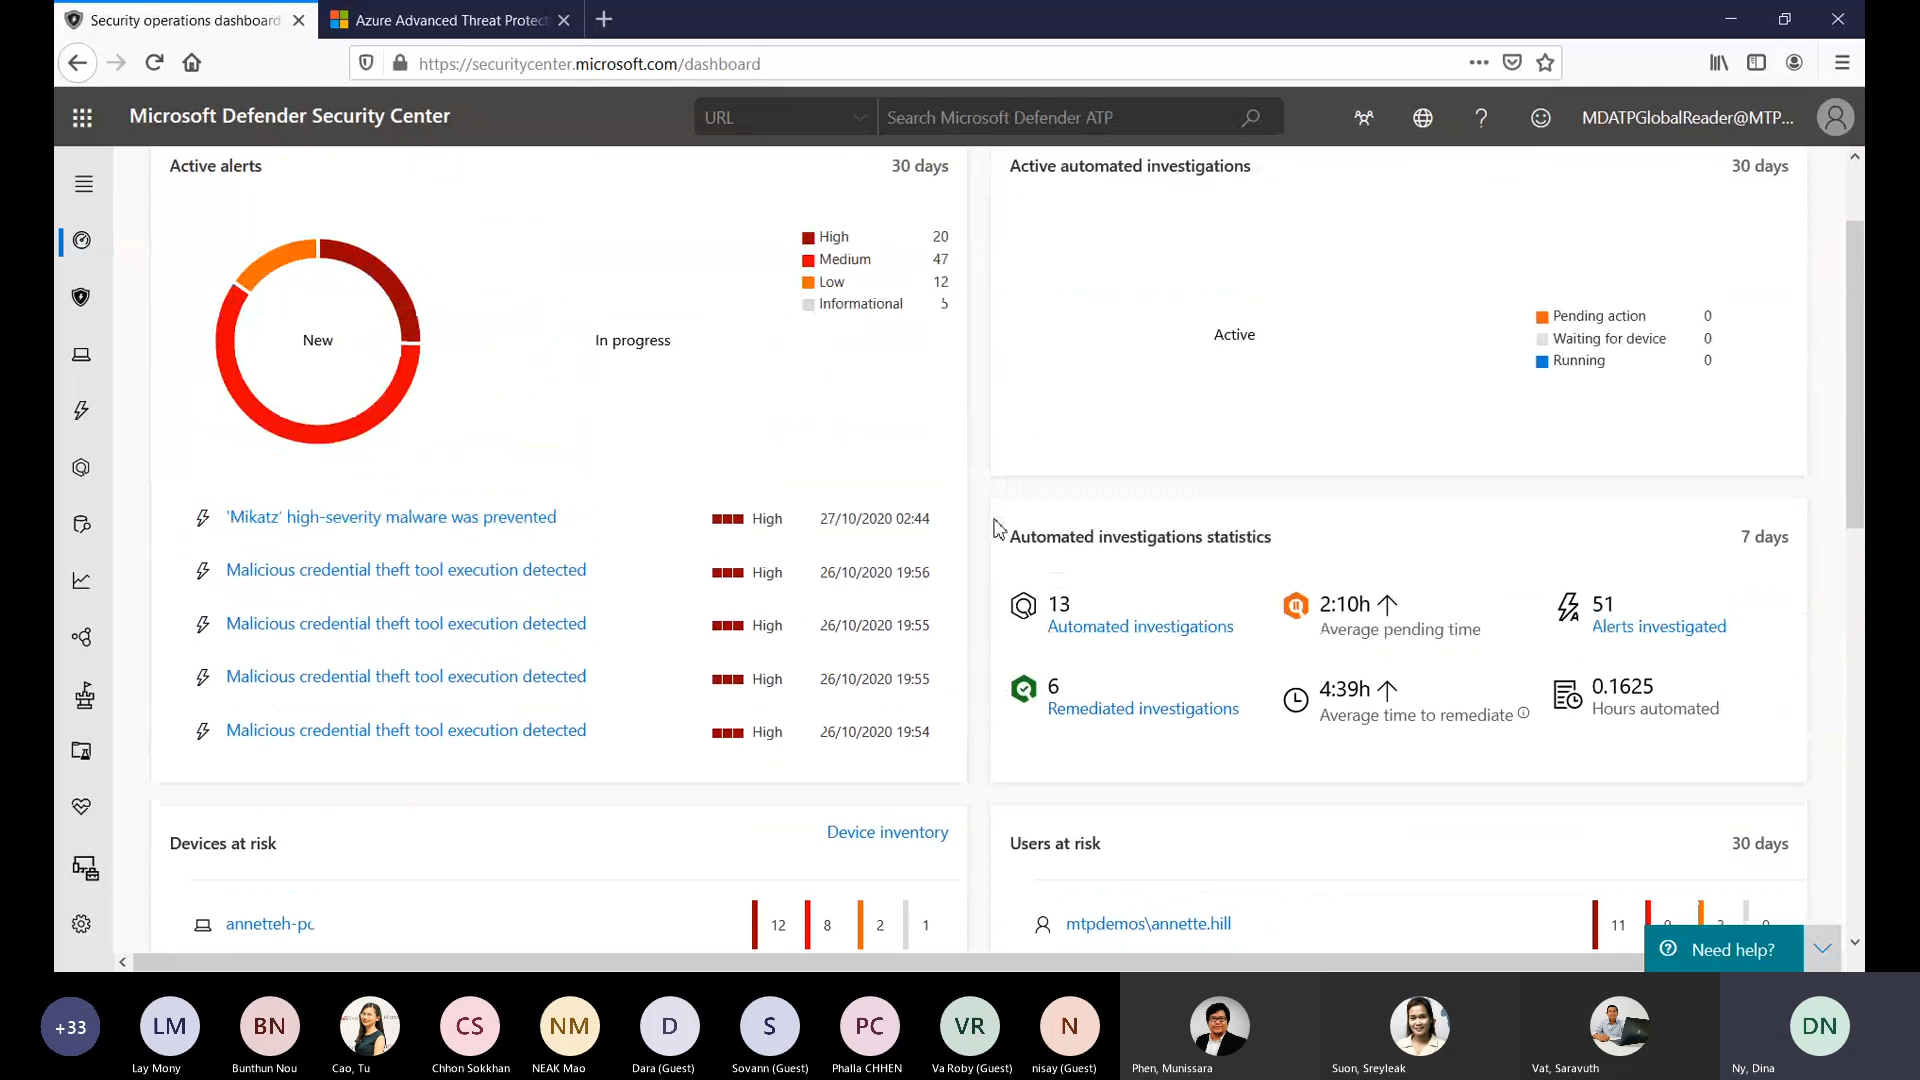 Security operations dashboard
Azure Advanced Threat Protect
https://securitycenter.microsoft.com/dashboard
Microsoft Defender Security Center
URL
Search Microsoft Defender ATP
MDATPGlobalReader@MTP...
Active alerts
30 days
High 20
Medium 47
Low 12
Informational 5
New
In progress
'Mikatz' high-severity malware was prevented High 27/10/2020 02:44
Malicious credential theft tool execution detected High 26/10/2020 19:56
Malicious credential theft tool execution detected High 26/10/2020 19:55
Malicious credential theft tool execution detected High 26/10/2020 19:55
Malicious credential theft tool execution detected High 26/10/2020 19:54
Active automated investigations
30 days
Active
Pending action 0
Waiting for device 0
Running 0
Automated investigations statistics
7 days
13
Automated investigations
2:10h
Average pending time
51
Alerts investigated
6
Remediated investigations
4:39h
Average time to remediate
0.1625
Hours automated
Devices at risk
Device inventory
annetteh-pc
12 8 2 1
Users at risk
30 days
mtpdemos\annette.hill
11 0 2 0
Need help?
+33
LM
BN
CS
NM
D
S
PC
VR
N
DN
Lay Mony
Bunthun Nou
Cao, Tu
Chhon Sokkhan
NEAK Mao
Dara (Guest)
Sovann (Guest)
Phalla CHHEN
Va Roby (Guest)
nisay (Guest)
Phen, Munissara
Suon, Sreyleak
Vat, Saravuth
Ny, Dina